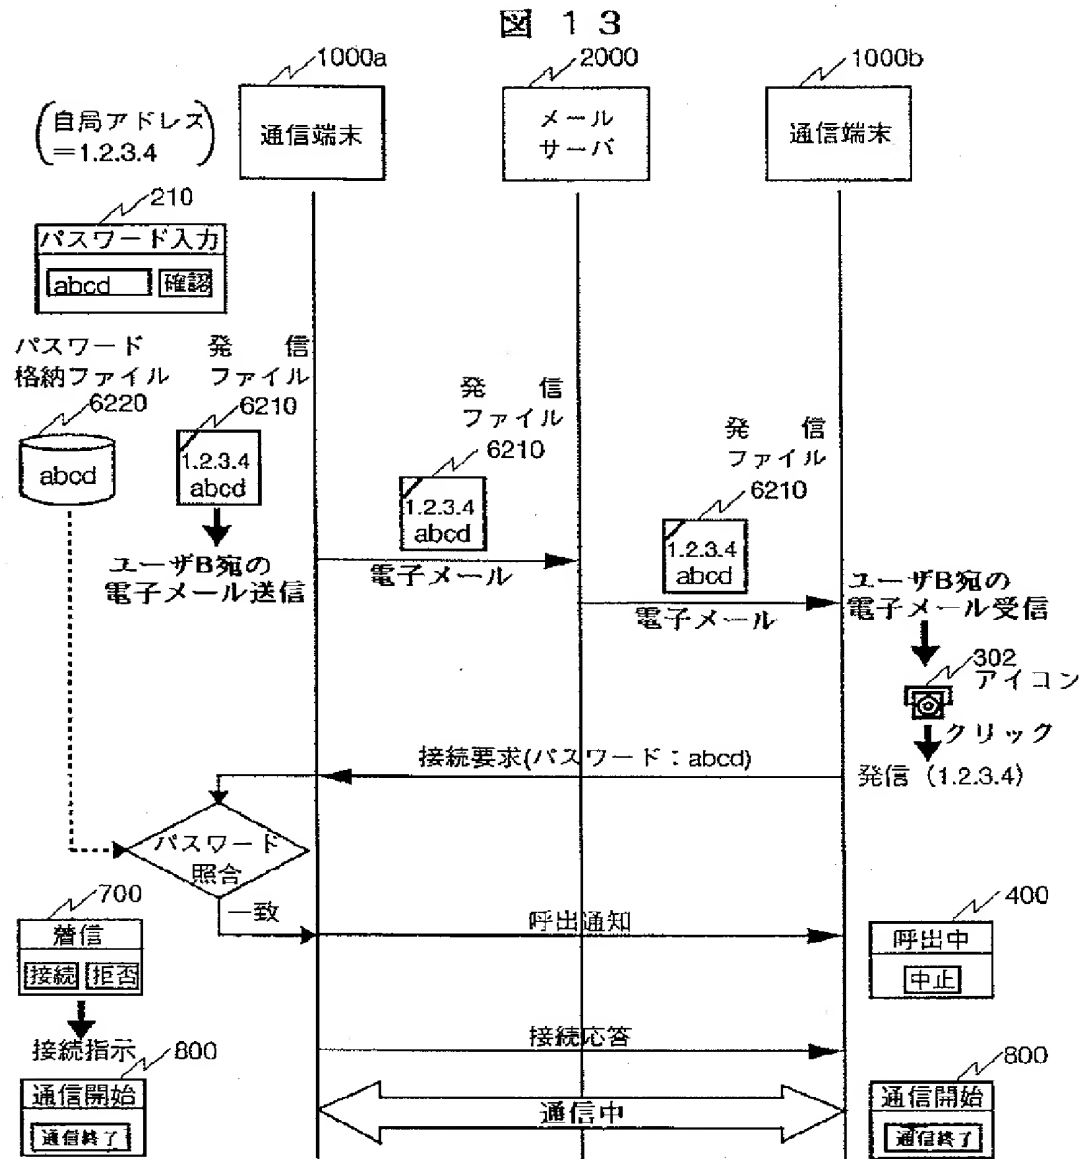 図 13
1000a
2000
1000b
自局アドレス
=1.2.3.4
通信端末
メール
サーバ
通信端末
210
パスワード入力
abcd
確認
パスワード
格納ファイル
6220
abcd
発 信
ファイル
6210
1.2.3.4
abcd
ユーザB宛の
電子メール送信
発 信
ファイル
6210
1.2.3.4
abcd
電子メール
発 信
ファイル
6210
1.2.3.4
abcd
電子メール
ユーザB宛の
電子メール受信
302
アイコン
クリック
発信 (1.2.3.4)
接続要求(パスワード:abcd)
パスワード
照合
一致
700
着信
接続
拒否
呼出通知
400
呼出中
中止
接続指示
接続応答
800
通信開始
通信終了
通信中
800
通信開始
通信終了